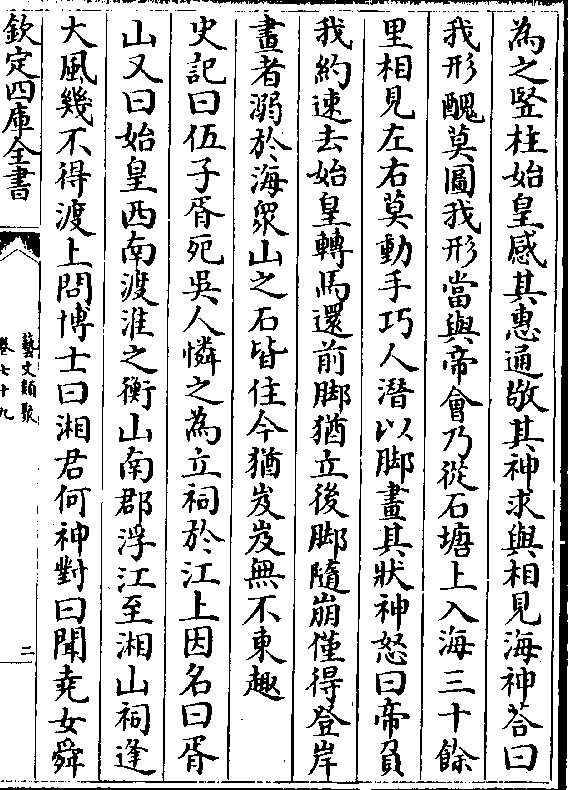 為之竪柱始皇感其惠通敬其神求與相見海神答曰
我形醜莫圖我形當與帝會乃從石塘上入海三十餘
里相見左右莫動手巧人潛以脚畫其狀神怒曰帝負
我約速去始皇轉馬還前脚猶立後脚隨崩僅得登岸
畫者溺於海衆山之石皆住今猶岌岌無不東趣
史記曰伍子胥死吳人憐之為立祠於江上因名曰胥
山又曰始皇西南渡淮之衡山南郡浮江至湘山祠逢
大風幾不得渡上問博士曰湘君何神對曰聞堯女舜
欽定四庫全書
藝文類聚
卷七十九
二